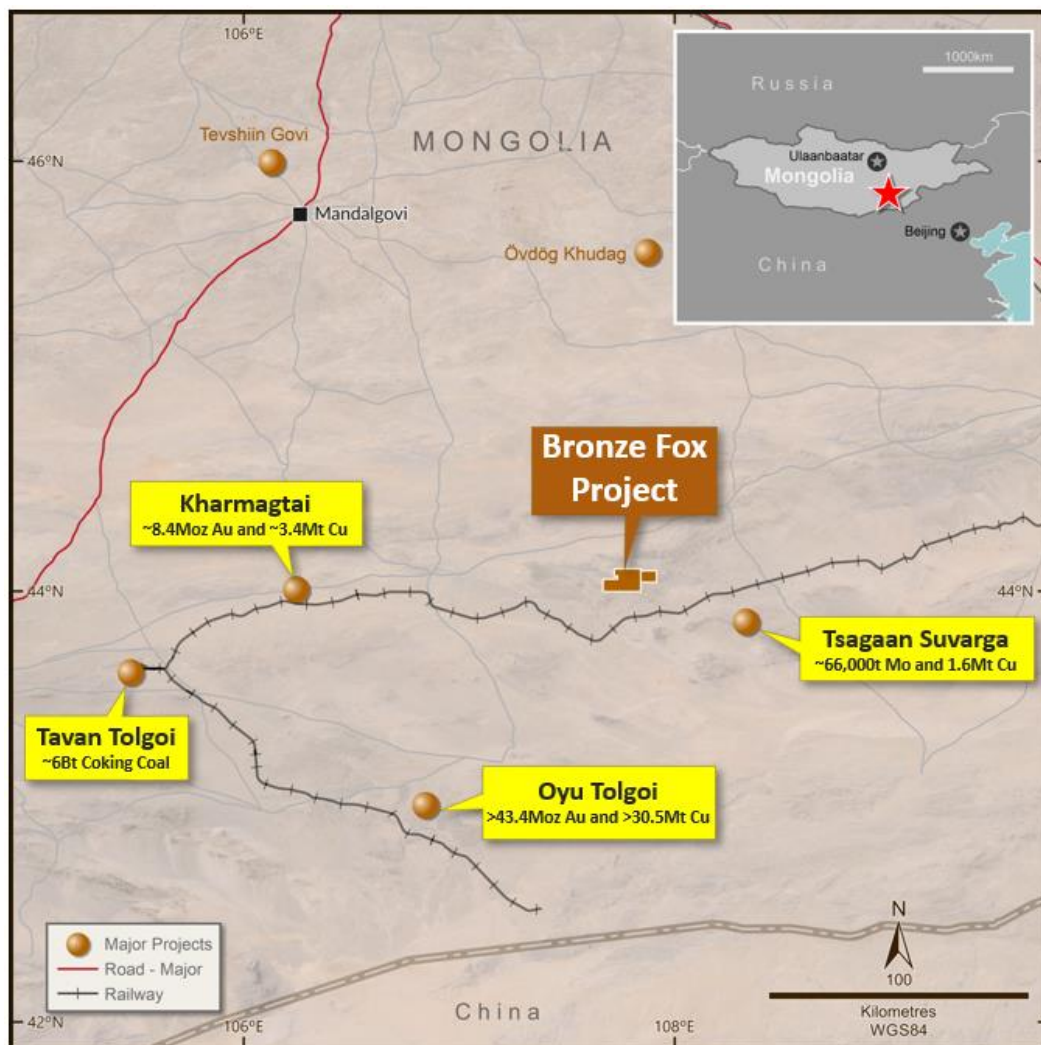 106°E
1000km
Russia
Tevshiin Govi
MONGOLIA
46°N
Ulaanbaatar
Mongolia
Mandalgovi
Beijing
Övdög Khudag
China
Bronze Fox
Project
Kharmagtai
~8.4Moz Au and ~3.4Mt Cu
44°N
44°N
Tsagaan Suvarga
~66,000t Mo and 1.6Mt Cu
Tavan Tolgoi
~6Bt Coking Coal
Oyu Tolgoi
>43.4Moz Au and >30.5Mt Cu
N
Major Projects
Road - Major
Railway
100
Kilometres
WGS84
China
42°N
106°E
108°E